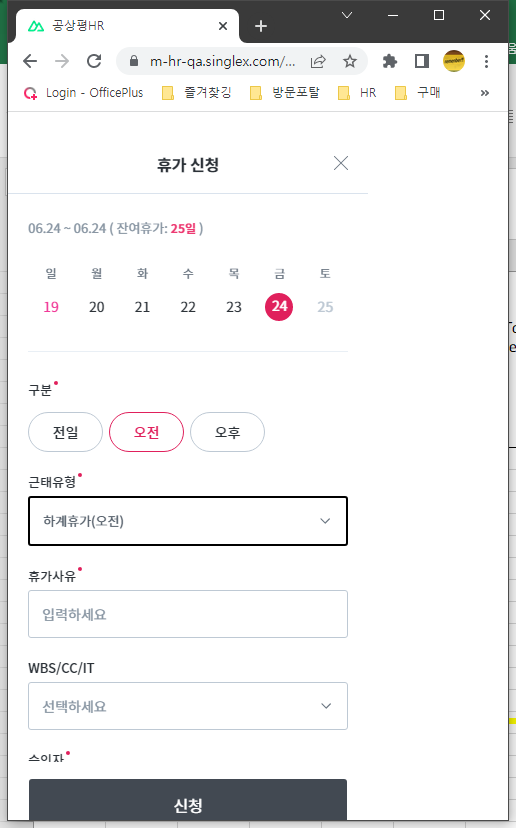 공상평HR
m-hr-qa.singlex.com/...
Login - OfficePlus 즐겨찾깅 방문포탈 HR 구매 »
휴가 신청
06.24 ~ 06.24 ( 잔여휴가: 25일 )
일 월 화 수 목 금 토
19 20 21 22 23 24 25
구분
전일 오전 오후
근태유형
하계휴가(오전)
휴가사유
입력하세요
WBS/CC/IT
선택하세요
수임자
신청